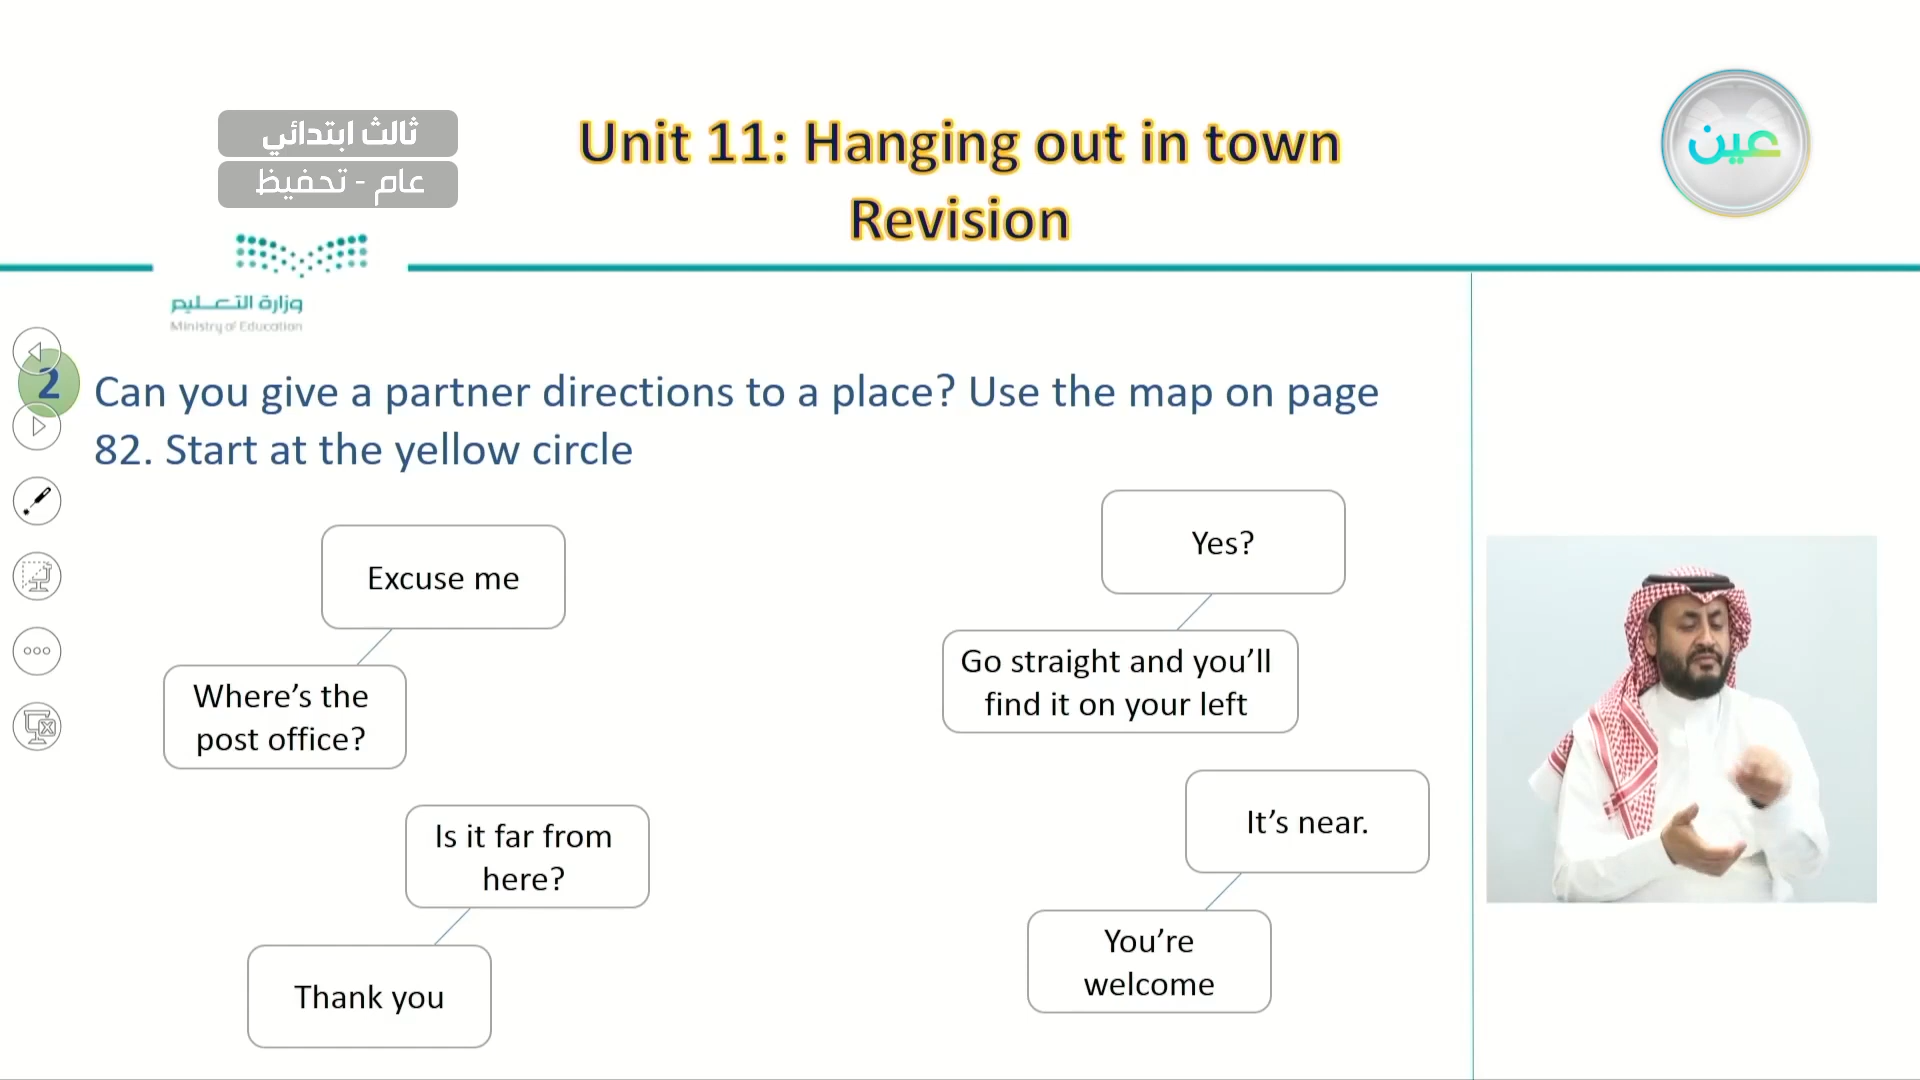 ثالث ابتدائي
عام - تحفيظ
Unit 11: Hanging out in town
Revision
عين
وزارة التعليم
Ministry of Education
2
Can you give a partner directions to a place? Use the map on page
82. Start at the yellow circle
Excuse me
Yes?
Where’s the
post office?
Go straight and you’ll
find it on your left
Is it far from
here?
It’s near.
Thank you
You’re
welcome